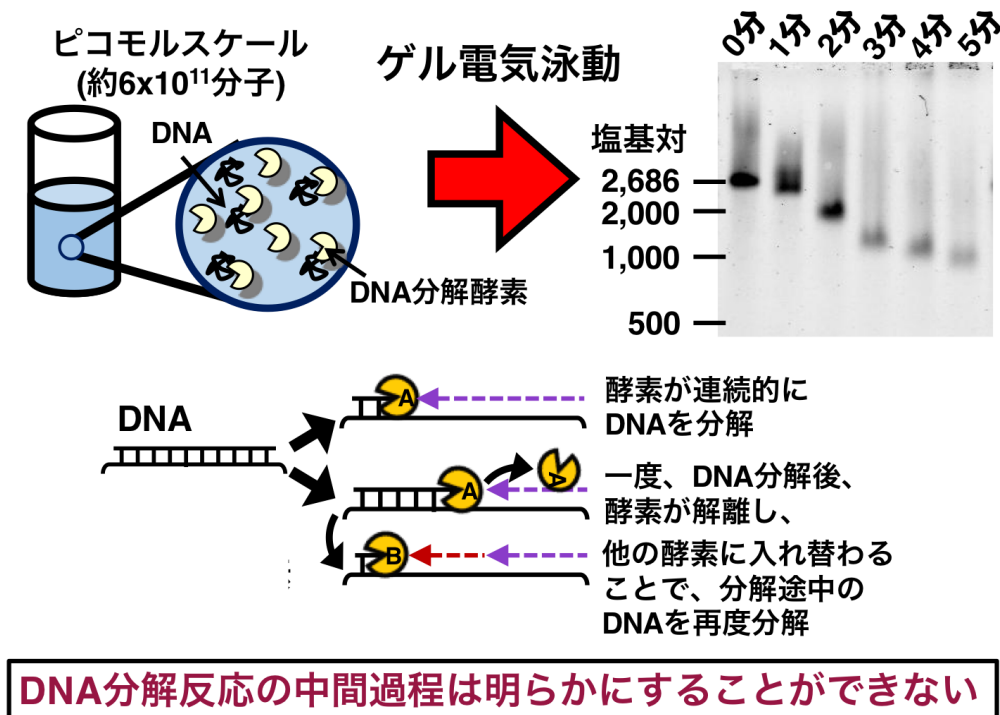 ピコモルスケール
(約6x10¹¹分子)
DNA
DNA分解酵素
ゲル電気泳動
0分 1分 2分 3分 4分 5分
塩基対
2,686
2,000
1,000
500
DNA
A
酵素が連続的に
DNAを分解
A
A
一度、DNA分解後、
酵素が解離し、
B
他の酵素に入れ替わる
ことで、分解途中の
DNAを再度分解
DNA分解反応の中間過程は明らかにすることができない